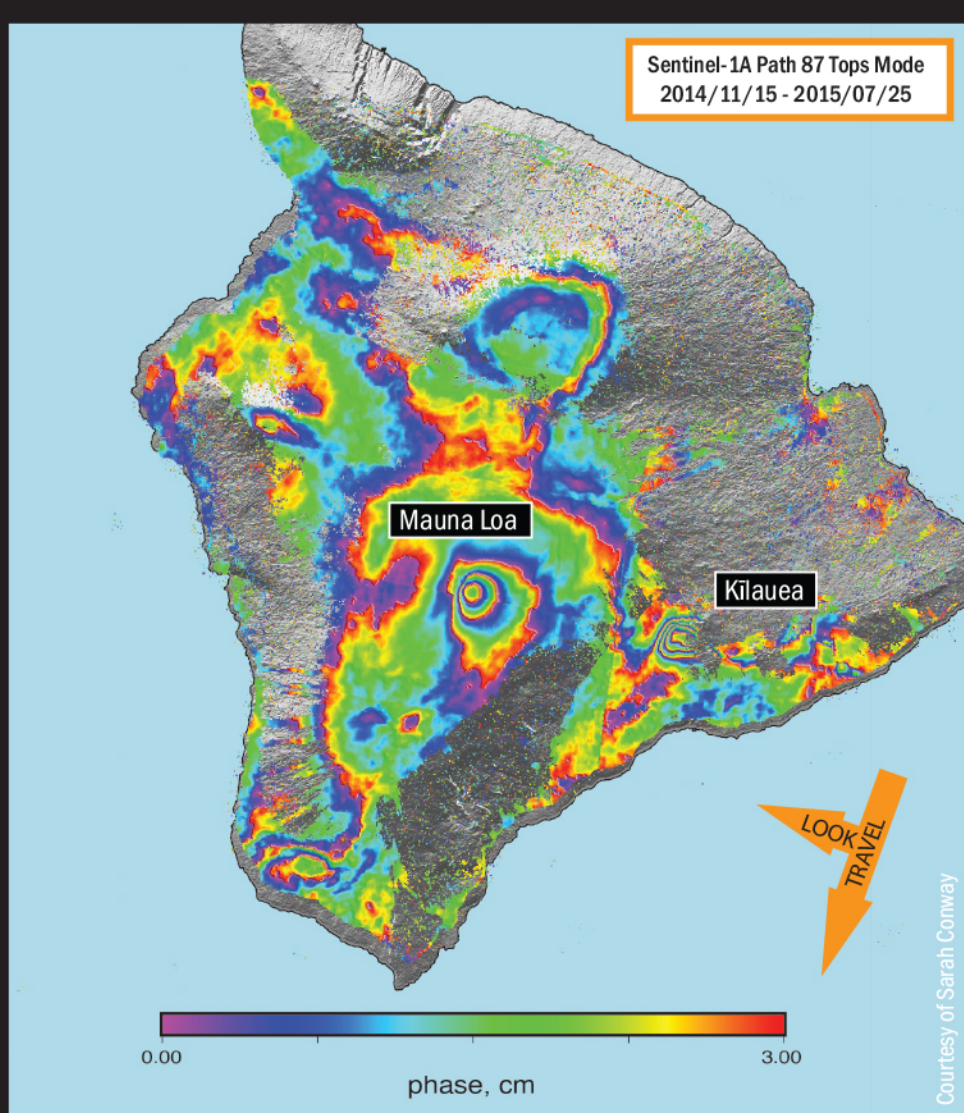 Sentinel-1A Path 87 Tops Mode
2014/11/15 - 2015/07/25
Mauna Loa
Kīlauea
LOOK
TRAVEL
0.00
3.00
phase, cm
Courtesy of Sarah Conway